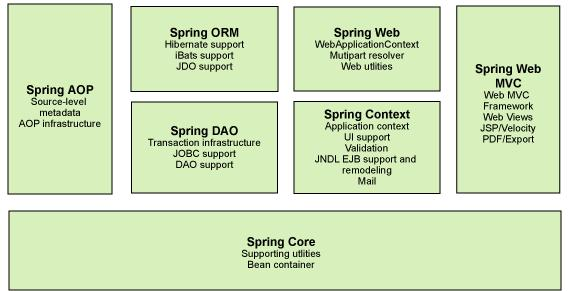 Spring AOP
Source-level
metadata
AOP infrastructure
Spring ORM
Hibernate support
iBats support
JDO support
Spring DAO
Transaction infrastructure
JOBC support
DAO support
Spring Web
WebApplicationContext
Mutipart resolver
Web utlities
Spring Context
Application context
UI support
Validation
JNDL EJB support and
remodeling
Mail
Spring Web
MVC
Web MVC
Framework
Web Views
JSP/Velocity
PDF/Export
Spring Core
Supporting utlities
Bean container